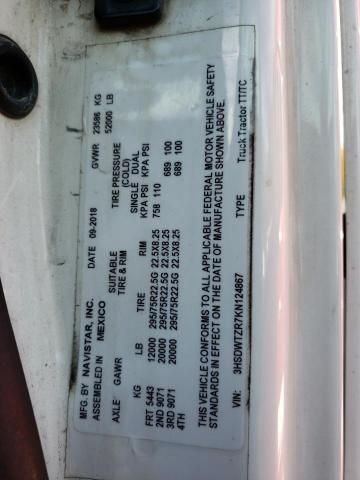 MFG. BY NAVISTAR, INC. DATE 09-2018 GVWR 23586 KG
ASSEMBLED IN MEXICO 52000 LB
AXLE GAWR SUITABLE TIRE & RIM TIRE PRESSURE (COLD)
SINGLE DUAL
KG LB TIRE RIM KPA PSI KPA PSI
FRT 5443 12000 295/75R22.5G 22.5X8.25 758 110
2ND 9071 20000 295/75R22.5G 22.5X8.25 689 100
3RD 9071 20000 295/75R22.5G 22.5X8.25 689 100
4TH
THIS VEHICLE CONFORMS TO ALL APPLICABLE FEDERAL MOTOR VEHICLE SAFETY
STANDARDS IN EFFECT ON THE DATE OF MANUFACTURE SHOWN ABOVE.
VIN: 3HSDWTZR7KN124867 TYPE Truck Tractor TT/TC